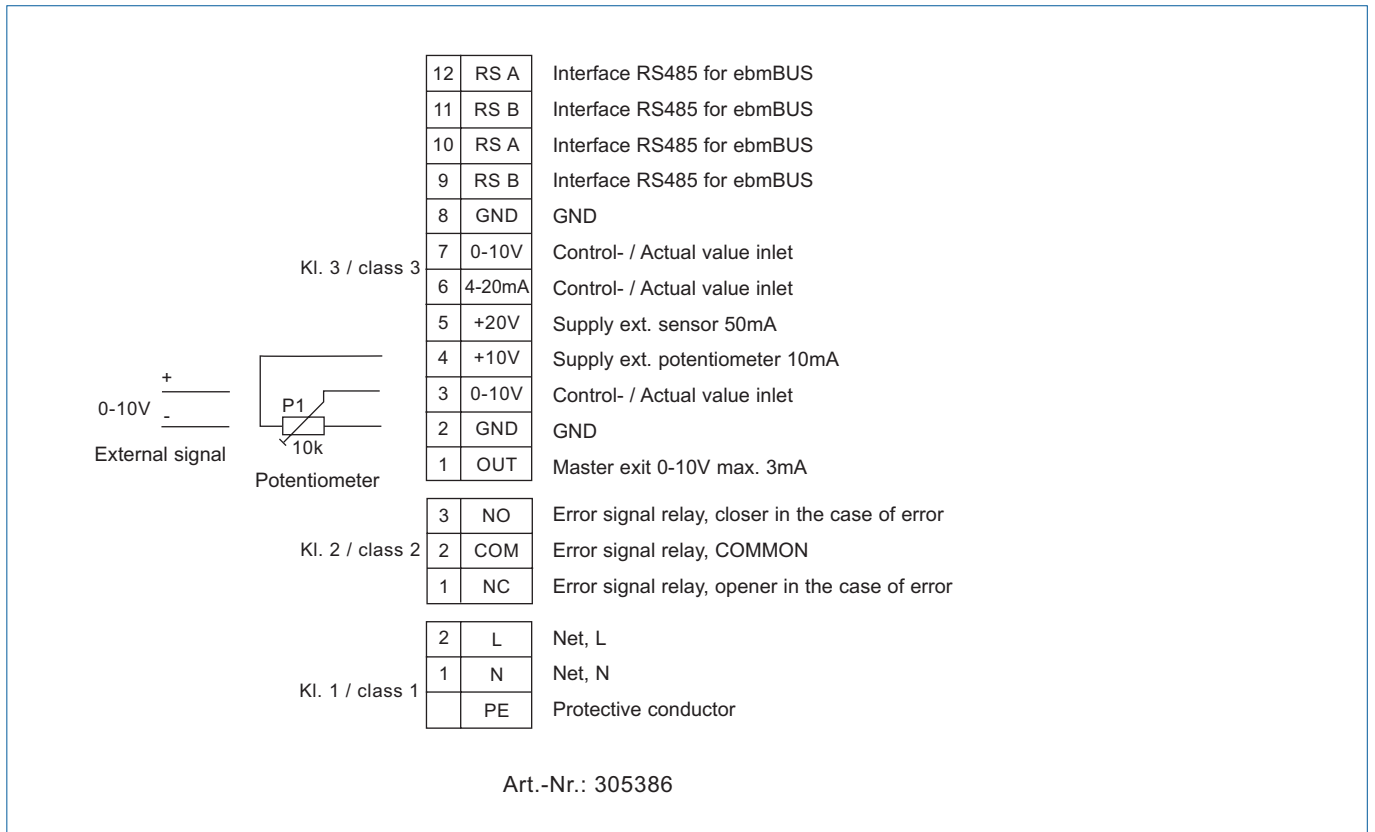 12 RS A Interface RS485 for ebmBUS
11 RS B Interface RS485 for ebmBUS
10 RS A Interface RS485 for ebmBUS
9 RS B Interface RS485 for ebmBUS
8 GND GND
7 0-10V Control- / Actual value inlet
Kl. 3 / class 3
6 4-20mA Control- / Actual value inlet
5 +20V Supply ext. sensor 50mA
4 +10V Supply ext. potentiometer 10mA
3 0-10V Control- / Actual value inlet
2 GND GND
1 OUT Master exit 0-10V max. 3mA
+
0-10V
-
External signal
P1
10k
Potentiometer
3 NO Error signal relay, closer in the case of error
Kl. 2 / class 2 2 COM Error signal relay, COMMON
1 NC Error signal relay, opener in the case of error
2 L Net, L
1 N Net, N
Kl. 1 / class 1
PE Protective conductor
Art.-Nr.: 305386